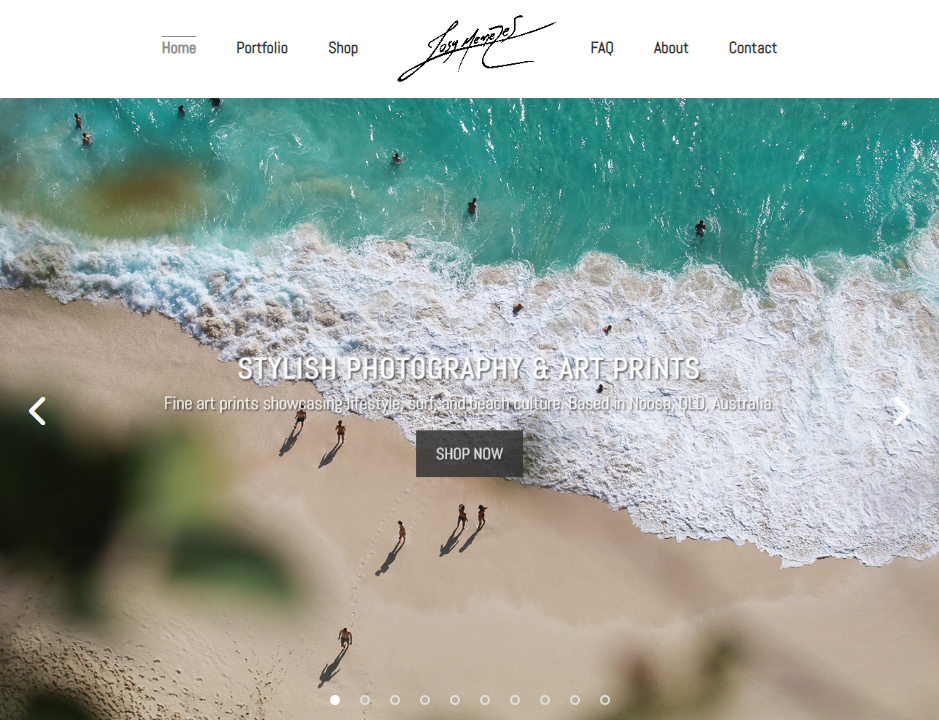 Home
Portfolio
Shop
Josy Menezes
FAQ
About
Contact
STYLISH PHOTOGRAPHY & ART PRINTS
Fine art prints showcasing lifestyle, surf, and beach culture. Based in Noosa, QLD, Australia.
SHOP NOW